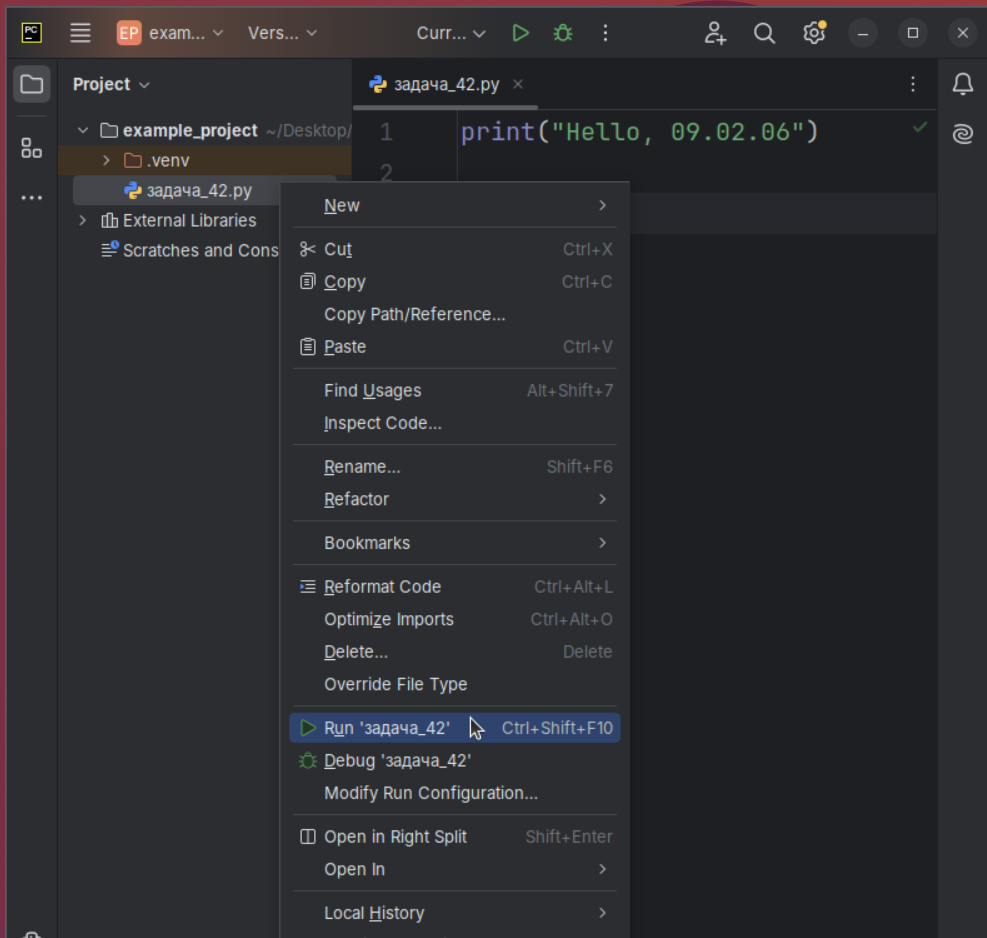 PC
EP exam... Vers... Curr...
Project
задача_42.py
example_project ~/Desktop/
.venv
задача_42.py
External Libraries
Scratches and Cons
1 print("Hello, 09.02.06")
2
New
Cut Ctrl+X
Copy Ctrl+C
Copy Path/Reference...
Paste Ctrl+V
Find Usages Alt+Shift+7
Inspect Code...
Rename... Shift+F6
Refactor
Bookmarks
Reformat Code Ctrl+Alt+L
Optimize Imports Ctrl+Alt+O
Delete... Delete
Override File Type
Run 'задача_42' Ctrl+Shift+F10
Debug 'задача_42'
Modify Run Configuration...
Open in Right Split Shift+Enter
Open In
Local History